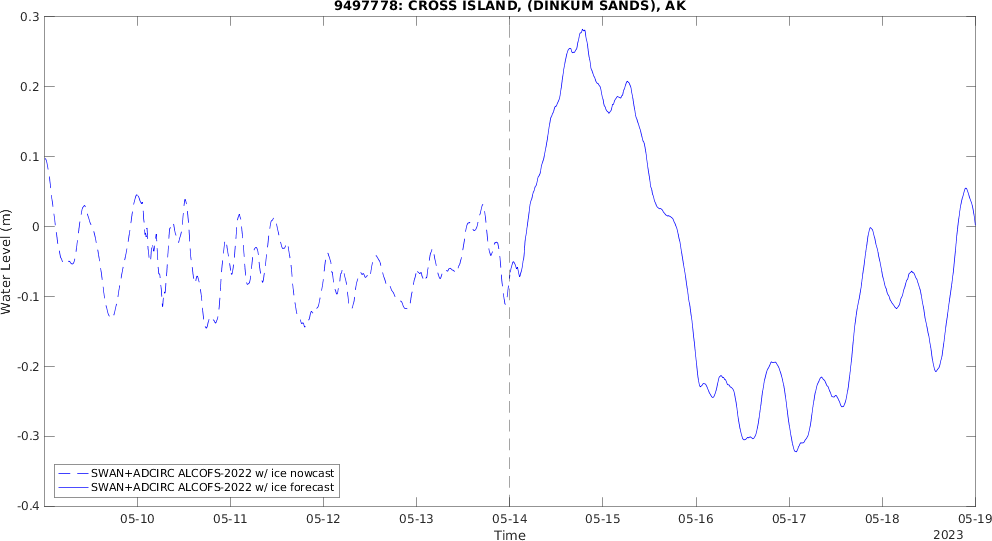 9497778: CROSS ISLAND, (DINKUM SANDS), AK
Water Level (m)
0.3
0.2
0.1
0
-0.1
-0.2
-0.3
-0.4
SWAN+ADCIRC ALCOFS-2022 w/ ice nowcast
SWAN+ADCIRC ALCOFS-2022 w/ ice forecast
05-10 05-11 05-12 05-13 05-14 05-15 05-16 05-17 05-18 05-19
Time
2023